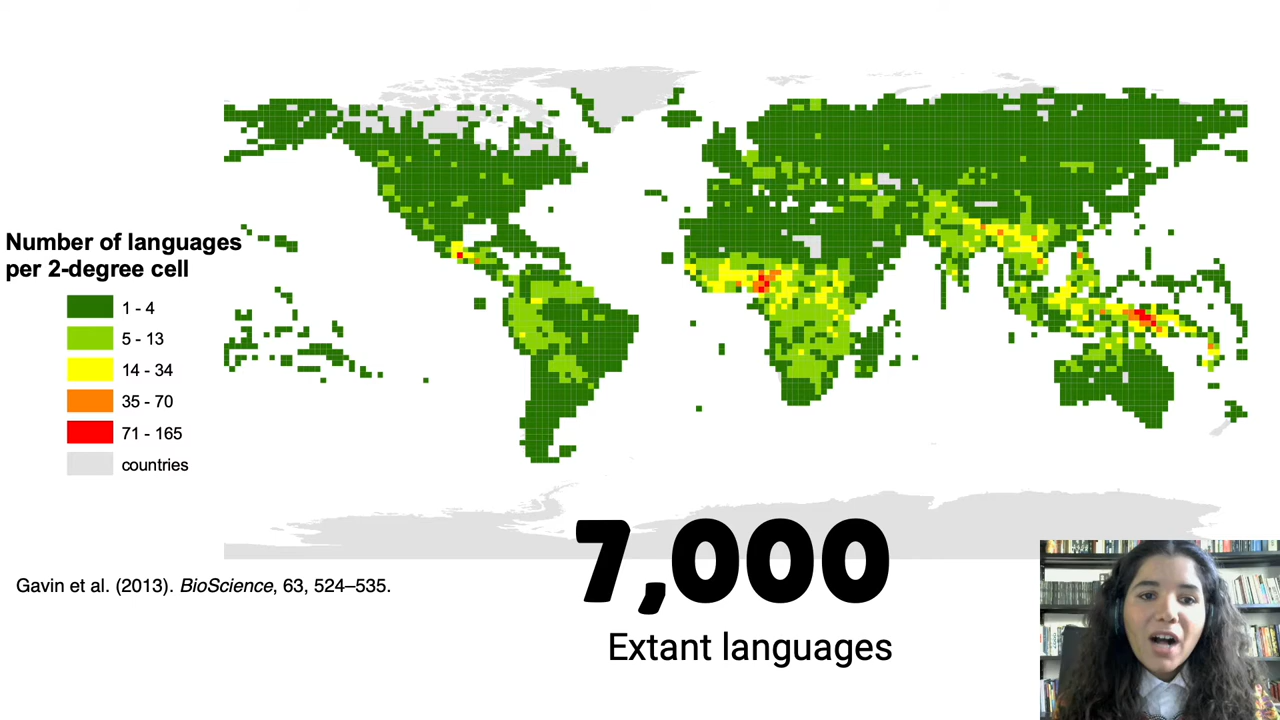 Number of languages
per 2-degree cell
1 - 4
5 - 13
14 - 34
35 - 70
71 - 165
countries
Gavin et al. (2013). BioScience, 63, 524–535.
7,000
Extant languages